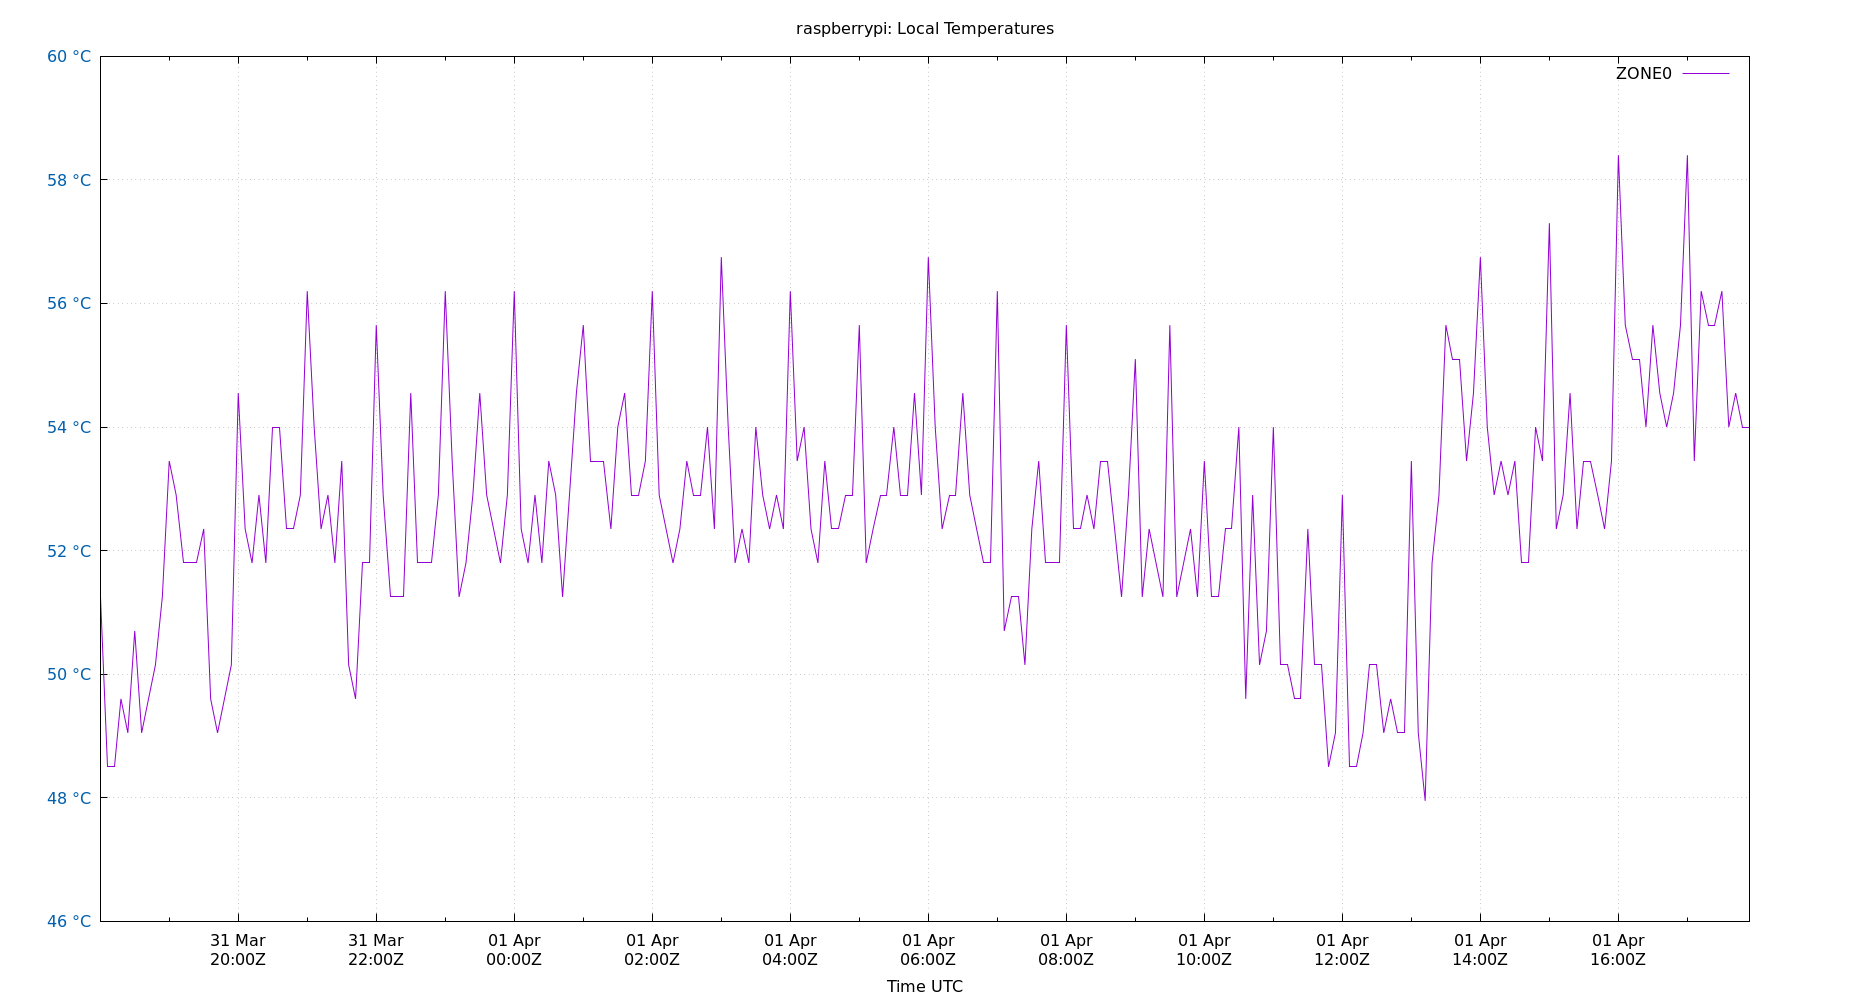 raspberrypi: Local Temperatures
60 °C
ZONE0
58 °C
56 °C
54 °C
52 °C
50 °C
48 °C
46 °C
31 Mar 31 Mar 01 Apr 01 Apr 01 Apr 01 Apr 01 Apr 01 Apr 01 Apr 01 Apr 01 Apr
20:00Z 22:00Z 00:00Z 02:00Z 04:00Z 06:00Z 08:00Z 10:00Z 12:00Z 14:00Z 16:00Z
Time UTC